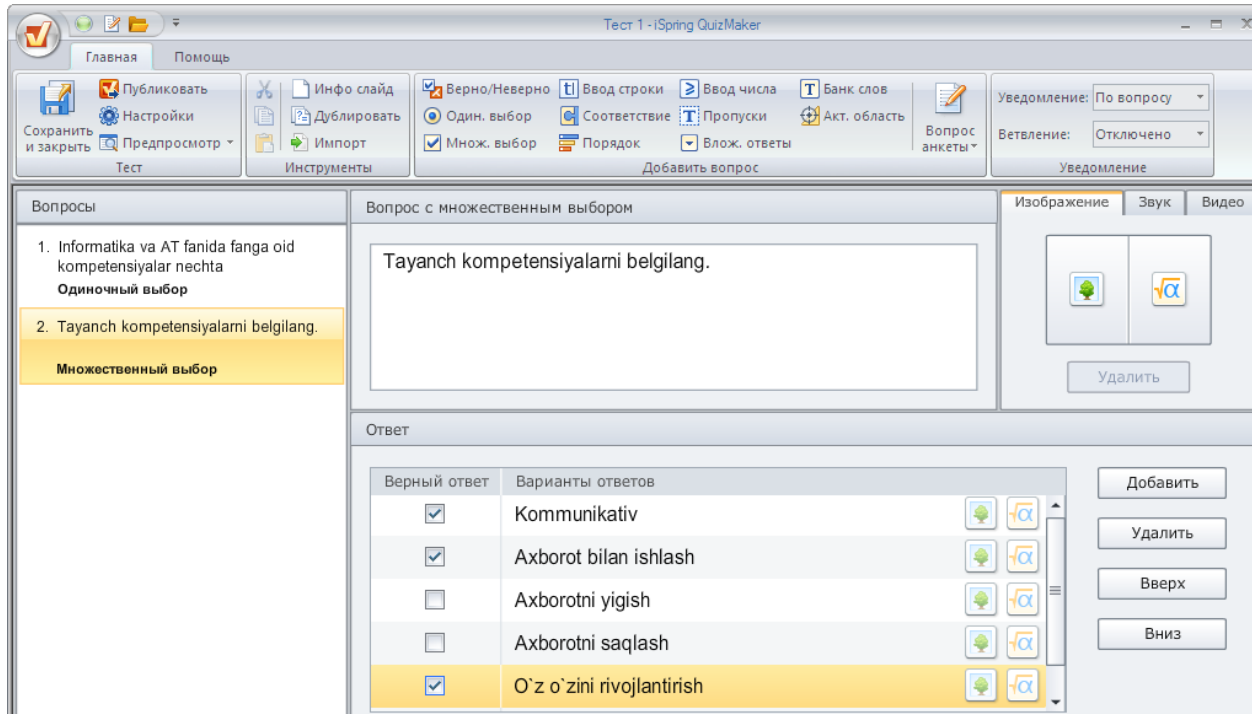 Тест 1 - iSpring QuizMaker
Главная Помощь
Сохранить и закрыть
Публиковать
Настройки
Предпросмотр
Тест
Инфо слайд
Дублировать
Импорт
Инструменты
Верно/Неверно
Один. выбор
Множ. выбор
Ввод строки
Соответствие
Порядок
Ввод числа
Пропуски
Влож. ответы
Банк слов
Акт. область
Вопрос анкеты
Добавить вопрос
Уведомление: По вопросу
Ветвление: Отключено
Уведомление
Вопросы
1. Informatika va AT fanida fanga oid
kompetensiyalar nechta
Одиночный выбор
2. Tayanch kompetensiyalarni belgilang.
Множественный выбор
Вопрос с множественным выбором
Tayanch kompetensiyalarni belgilang.
Изображение Звук Видео
Удалить
Ответ
Верный ответ Варианты ответов
Kommunikativ
Axborot bilan ishlash
Axborotni yigish
Axborotni saqlash
O`z o`zini rivojlantirish
Добавить
Удалить
Вверх
Вниз